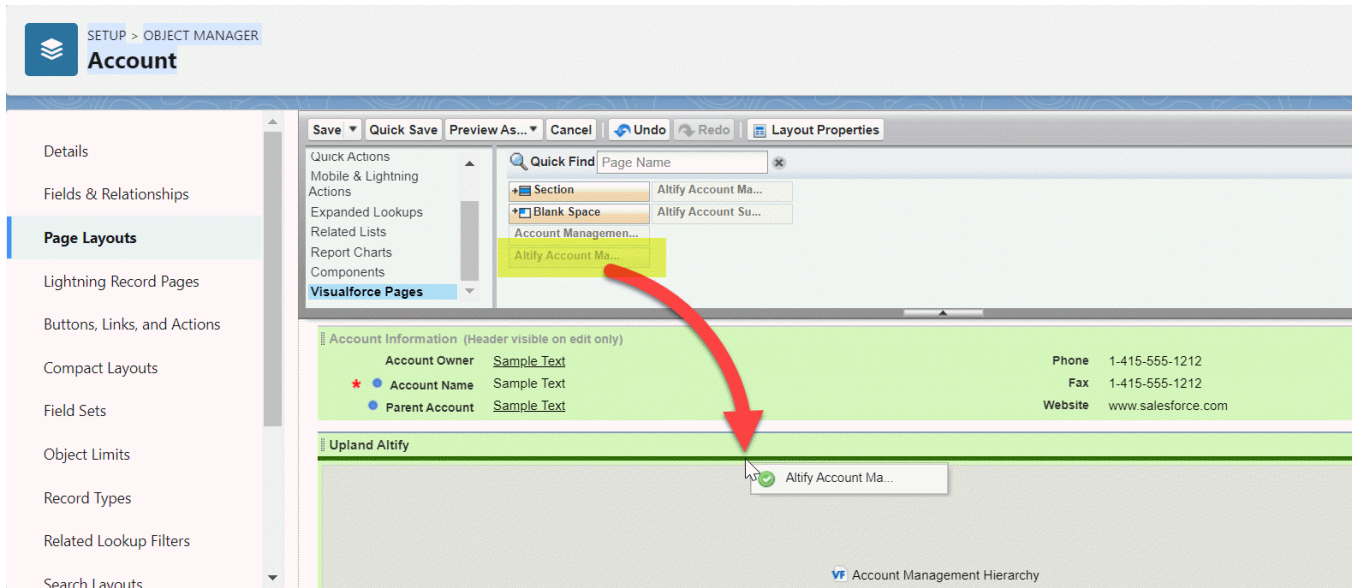 SETUP > OBJECT MANAGER
Account
Details
Fields & Relationships
Page Layouts
Lightning Record Pages
Buttons, Links, and Actions
Compact Layouts
Field Sets
Object Limits
Record Types
Related Lookup Filters
Search Layouts
Save Quick Save Preview As... Cancel Undo Redo Layout Properties
Quick Actions
Mobile & Lightning
Actions
Expanded Lookups
Related Lists
Report Charts
Components
Visualforce Pages
Quick Find Page Name
Section Altify Account Ma...
Blank Space Altify Account Su...
Account Managemen...
Altify Account Ma...
Account Information (Header visible on edit only)
Account Owner Sample Text Phone 1-415-555-1212
* Account Name Sample Text Fax 1-415-555-1212
Parent Account Sample Text Website www.salesforce.com
Upland Altify
Altify Account Ma...
VF Account Management Hierarchy